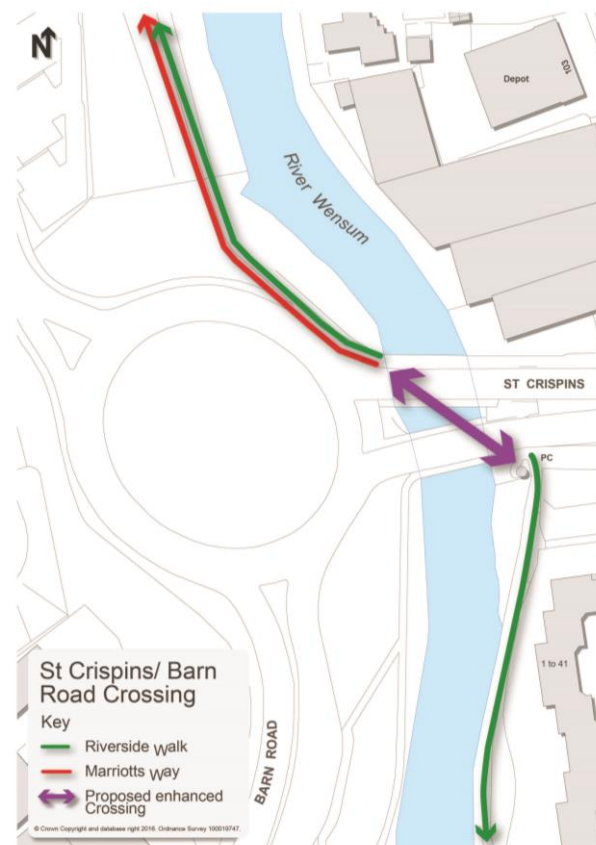 N
103
Depot
River Wensum
ST CRISPINS
PC
1 to 41
BARN ROAD
St Crispins/ Barn
Road Crossing
Key
Riverside Walk
Marriotts Way
Proposed enhanced
Crossing
© Crown Copyright and database right 2016. Ordnance Survey 100019747.